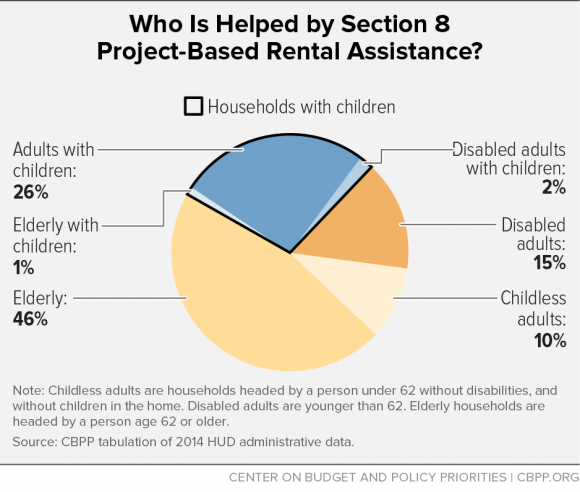 Who Is Helped by Section 8
Project-Based Rental Assistance?
Households with children
Adults with
children:
26%
Elderly with
children:
1%
Elderly:
46%
Disabled adults
with children:
2%
Disabled
adults:
15%
Childless
adults:
10%
Note: Childless adults are households headed by a person under 62 without disabilities, and
without children in the home. Disabled adults are younger than 62. Elderly households are
headed by a person age 62 or older.
Source: CBPP tabulation of 2014 HUD administrative data.
CENTER ON BUDGET AND POLICY PRIORITIES | CBPP.ORG